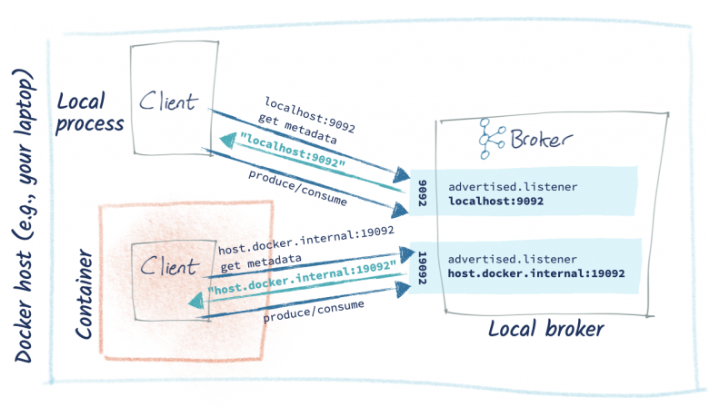 Docker host (e.g., your laptop)
Local
process
Client
localhost:9092
get metadata
"localhost:9092"
produce/consume
Broker
9092
advertised.listener
localhost:9092
Container
Client
host.docker.internal:19092
get metadata
"host.docker.internal:19092"
produce/consume
19092
advertised.listener
host.docker.internal:19092
Local broker